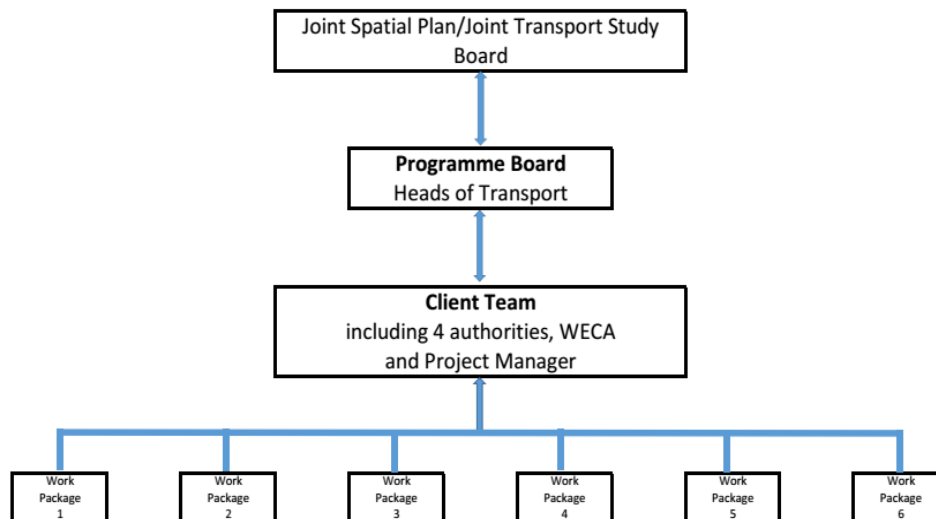 Joint Spatial Plan/Joint Transport Study
Board
Programme Board
Heads of Transport
Client Team
including 4 authorities, WECA
and Project Manager
Work
Package
1
Work
Package
2
Work
Package
3
Work
Package
4
Work
Package
5
Work
Package
6